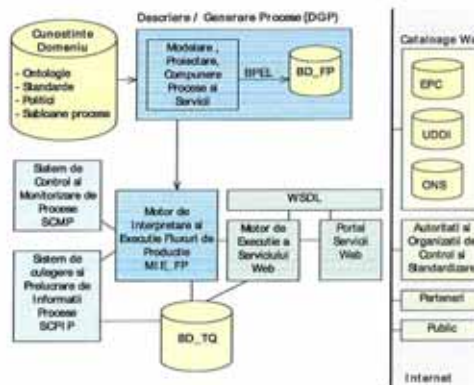 Descriere / Generare Procese (DGP)
Cunostinte
Domeniu
- Ontologie
- Standarde
- Politici
- Sabloane procese
Modelare,
Proiectare,
Compunere
Procese si
Servicii
BPEL
BD_FP
Cataloage We
EPC
UDDI
ONS
Sistem de
Control si
Monitorizare de
Procese
SCMP
Motor de
Interpretare si
Executie Fluxuri de
Productie
MIE_FP
WSDL
Motor de
Executie a
Serviciului
Web
Portal
Servicii
Web
Autoritati si
Organizatii de
Control si
Standardizare
Sistem de
culegere si
Prelucrare de
Informatii
Procese
SCPIP
Parteneri
Public
BD_TQ
Internet